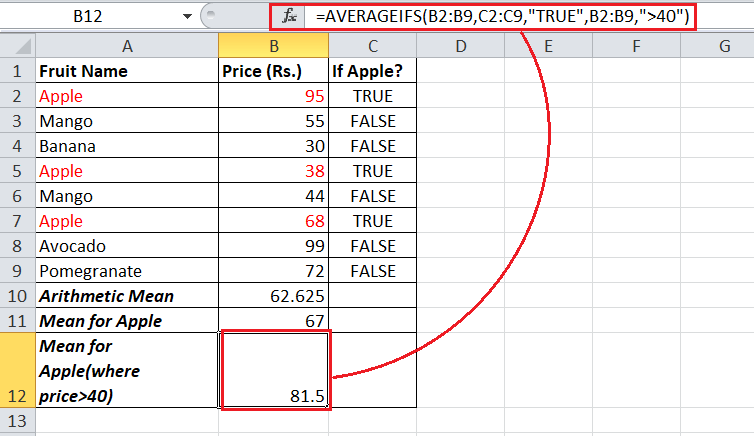 B12 fx =AVERAGEIFS(B2:B9,C2:C9,"TRUE",B2:B9,">40")
A B C D E F G
1 Fruit Name Price (Rs.) If Apple?
2 Apple 95 TRUE
3 Mango 55 FALSE
4 Banana 30 FALSE
5 Apple 38 TRUE
6 Mango 44 FALSE
7 Apple 68 TRUE
8 Avocado 99 FALSE
9 Pomegranate 72 FALSE
10 Arithmetic Mean 62.625
11 Mean for Apple 67
Mean for
Apple(where
12 price>40) 81.5
13